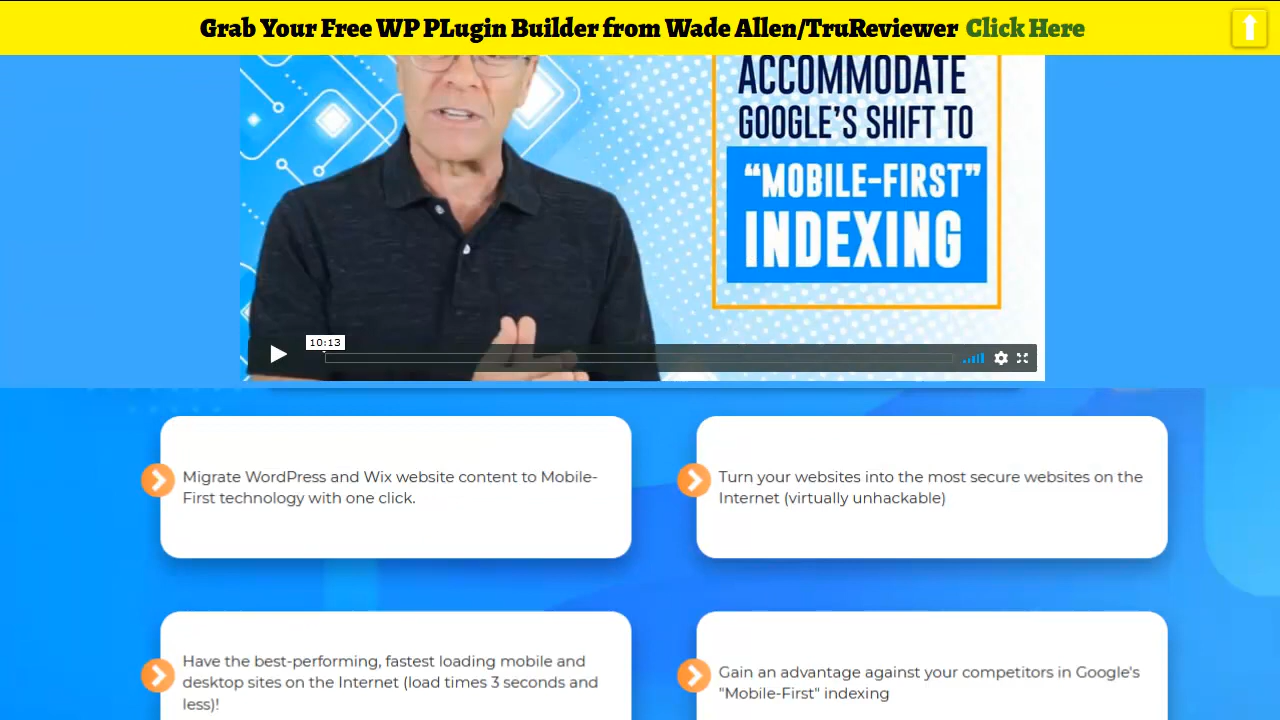 Grab Your Free WP PLugin Builder from Wade Allen/TruReviewer Click Here
ACCOMMODATE
GOOGLE'S SHIFT TO
“MOBILE-FIRST”
INDEXING
10:13
Migrate WordPress and Wix website content to Mobile-
First technology with one click.
Turn your websites into the most secure websites on the
Internet (virtually unhackable)
Have the best-performing, fastest loading mobile and
desktop sites on the Internet (load times 3 seconds and
less)!
Gain an advantage against your competitors in Google's
"Mobile-First" indexing